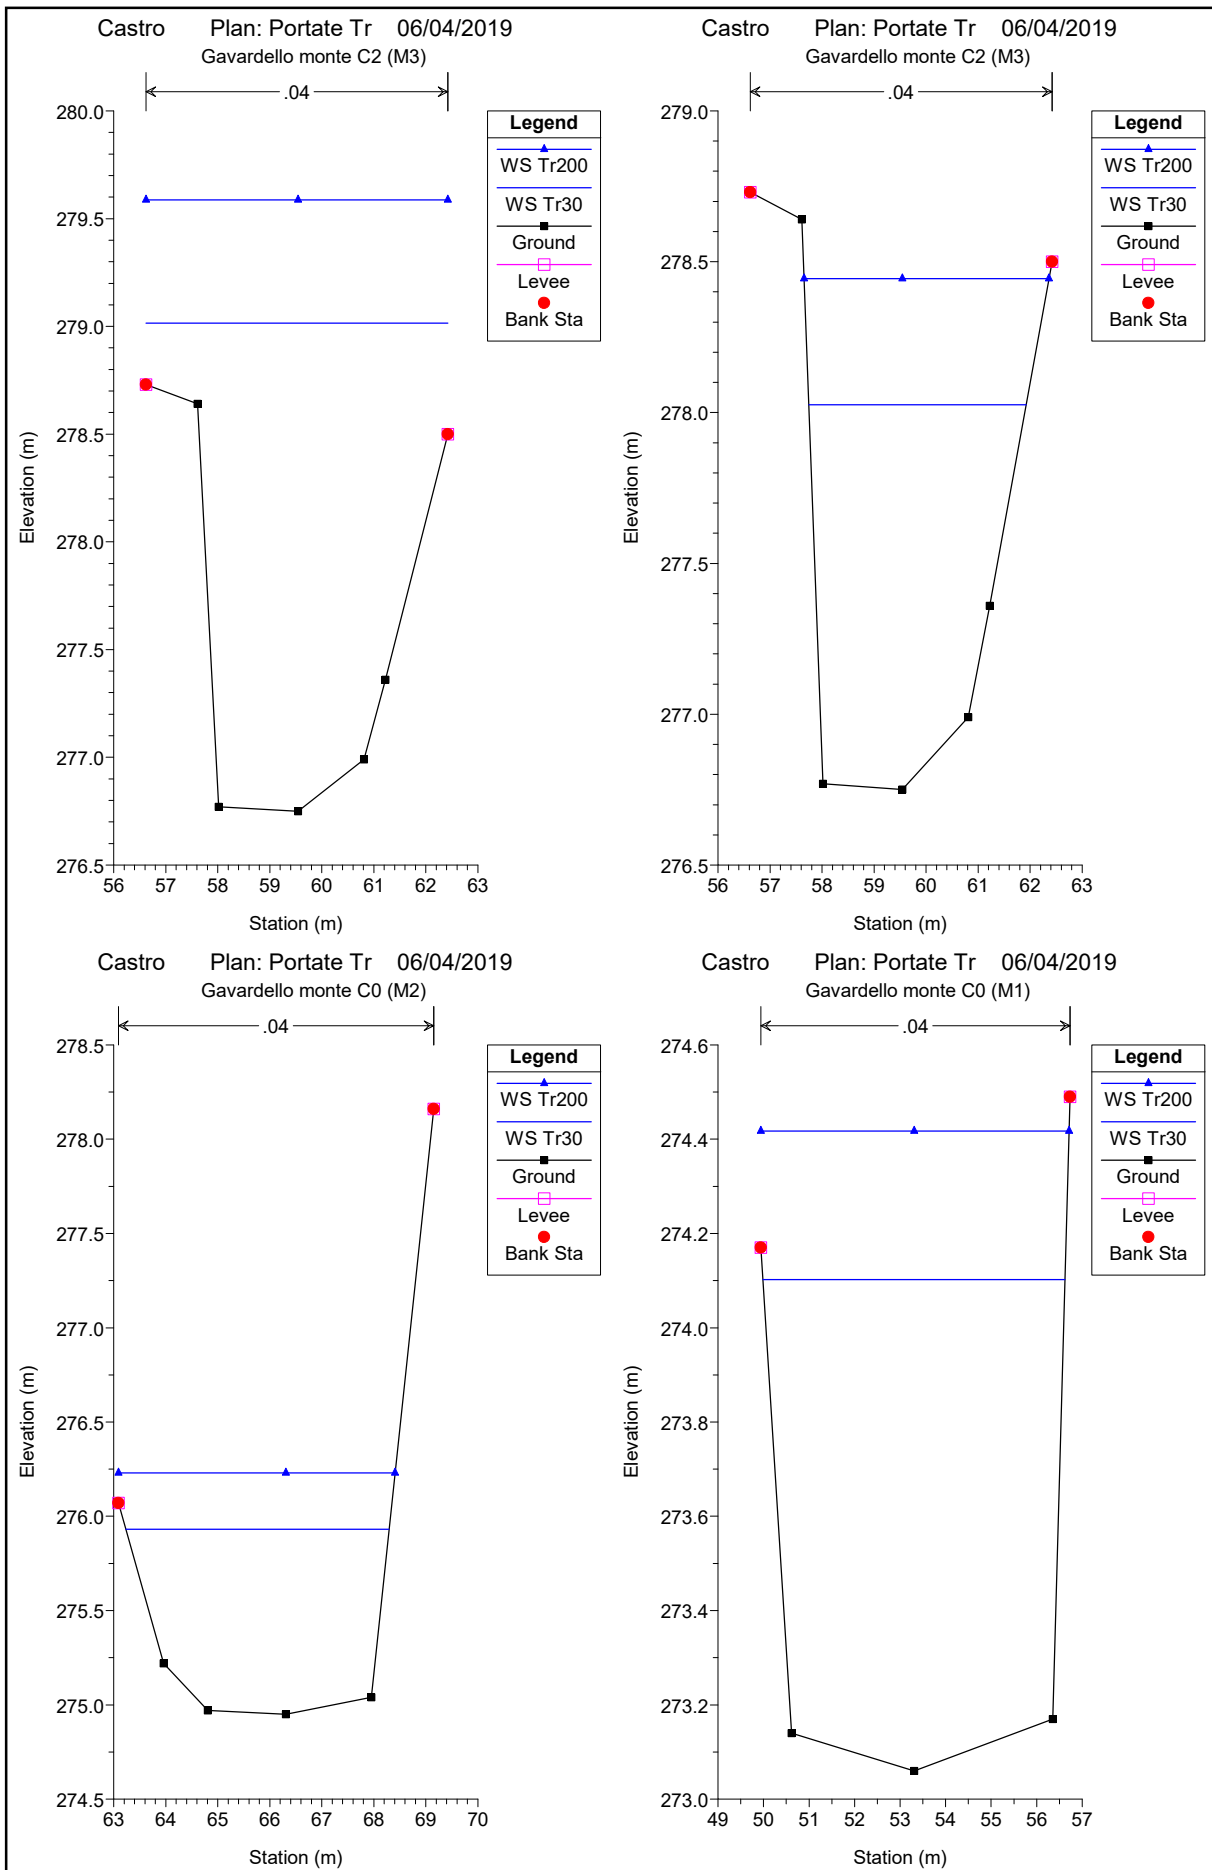 Castro Plan: Portate Tr 06/04/2019
Gavardello monte C2 (M3)
.04
Legend
WS Tr200
WS Tr30
Ground
Levee
Bank Sta
280.0
279.5
279.0
278.5
278.0
277.5
277.0
276.5
Elevation (m)
56 57 58 59 60 61 62 63
Station (m)
Castro Plan: Portate Tr 06/04/2019
Gavardello monte C2 (M3)
.04
Legend
WS Tr200
WS Tr30
Ground
Levee
Bank Sta
279.0
278.5
278.0
277.5
277.0
276.5
Elevation (m)
56 57 58 59 60 61 62 63
Station (m)
Castro Plan: Portate Tr 06/04/2019
Gavardello monte C0 (M2)
.04
Legend
WS Tr200
WS Tr30
Ground
Levee
Bank Sta
278.5
278.0
277.5
277.0
276.5
276.0
275.5
275.0
274.5
Elevation (m)
63 64 65 66 67 68 69 70
Station (m)
Castro Plan: Portate Tr 06/04/2019
Gavardello monte C0 (M1)
.04
Legend
WS Tr200
WS Tr30
Ground
Levee
Bank Sta
274.6
274.4
274.2
274.0
273.8
273.6
273.4
273.2
273.0
Elevation (m)
49 50 51 52 53 54 55 56 57
Station (m)